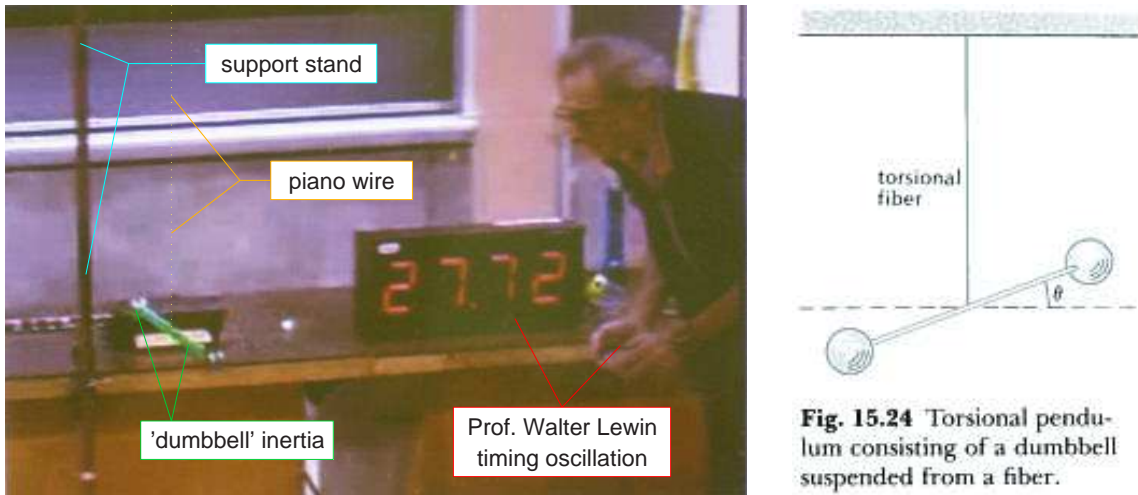 support stand
piano wire
27.72
'dumbbell' inertia
Prof. Walter Lewin
timing oscillation
torsional
fiber
θ
Fig. 15.24 Torsional pendu-
lum consisting of a dumbbell
suspended from a fiber.